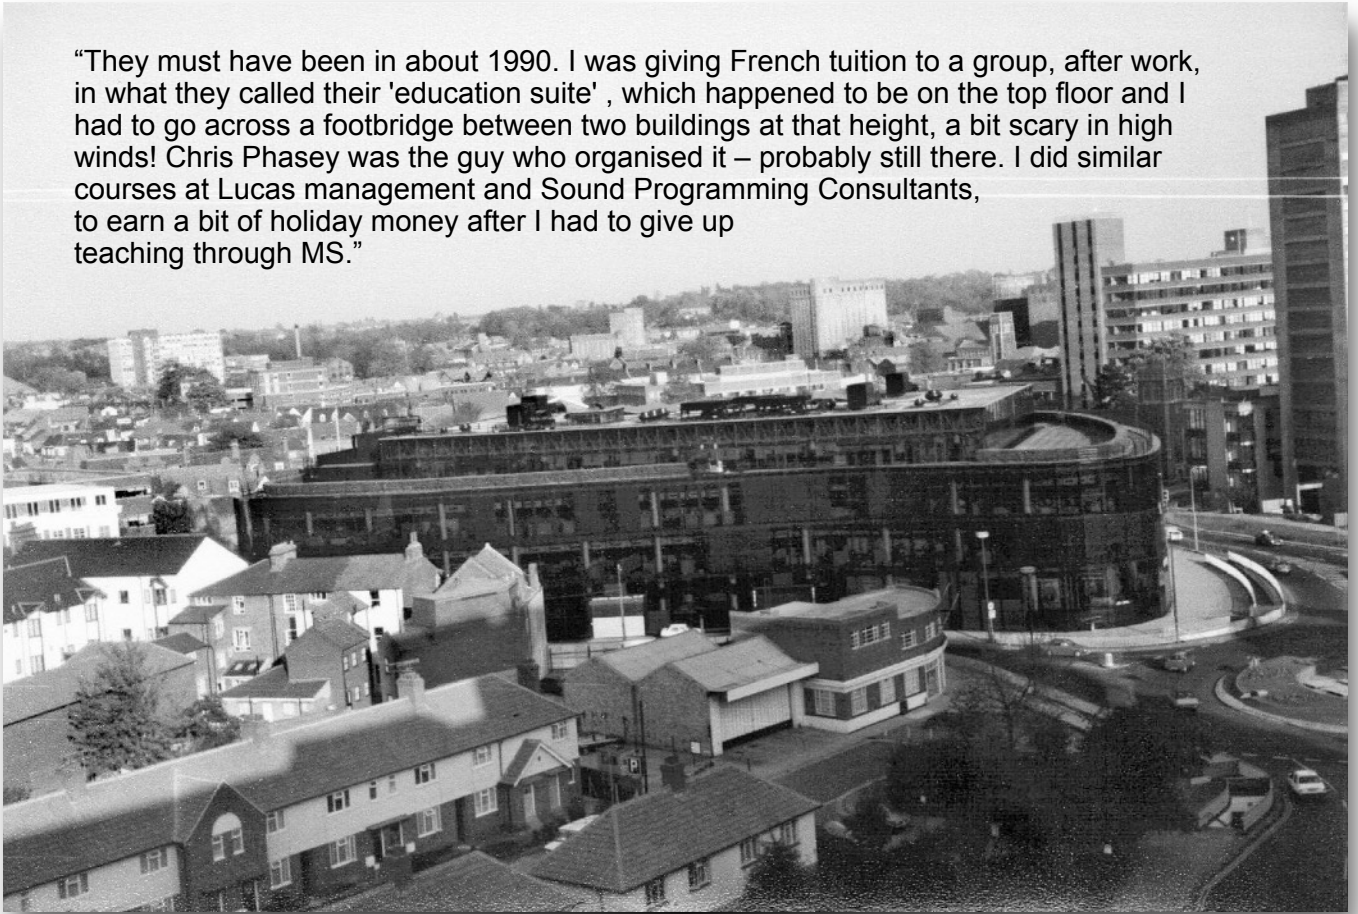 “They must have been in about 1990. I was giving French tuition to a group, after work,
in what they called their 'education suite' , which happened to be on the top floor and I
had to go across a footbridge between two buildings at that height, a bit scary in high
winds! Chris Phasey was the guy who organised it – probably still there. I did similar
courses at Lucas management and Sound Programming Consultants,
to earn a bit of holiday money after I had to give up
teaching through MS.”
P